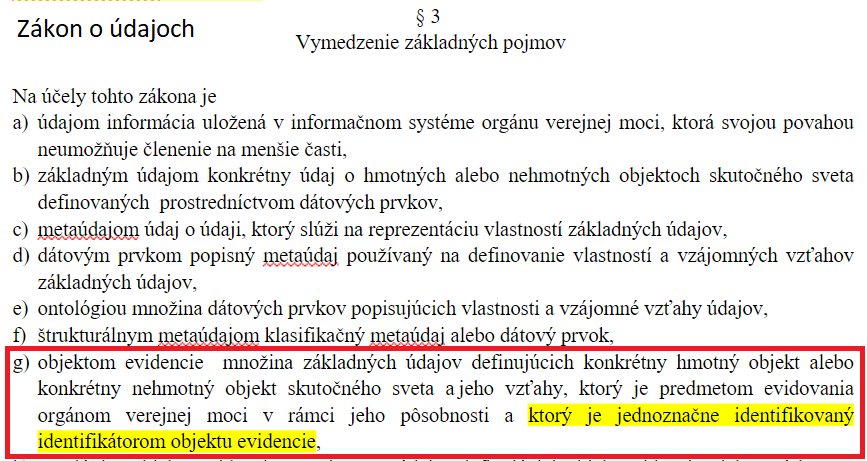 Zákon o údajoch
§ 3
Vymedzenie základných pojmov
Na účely tohto zákona je
a) údajom informácia uložená v informačnom systéme orgánu verejnej moci, ktorá svojou povahou
neumožňuje členenie na menšie časti,
b) základným údajom konkrétny údaj o hmotných alebo nehmotných objektoch skutočného sveta
definovaných prostredníctvom dátových prvkov,
c) metaúdajom údaj o údaji, ktorý slúži na reprezentáciu vlastností základných údajov,
d) dátovým prvkom popisný metaúdaj používaný na definovanie vlastností a vzájomných vzťahov
základných údajov,
e) ontológiou množina dátových prvkov popisujúcich vlastnosti a vzájomné vzťahy údajov,
f) štrukturálnym metaúdajom klasifikačný metaúdaj alebo dátový prvok,
g) objektom evidencie množina základných údajov definujúcich konkrétny hmotný objekt alebo
konkrétny nehmotný objekt skutočného sveta a jeho vzťahy, ktorý je predmetom evidovania
orgánom verejnej moci v rámci jeho pôsobnosti a ktorý je jednoznačne identifikovaný
identifikátorom objektu evidencie,